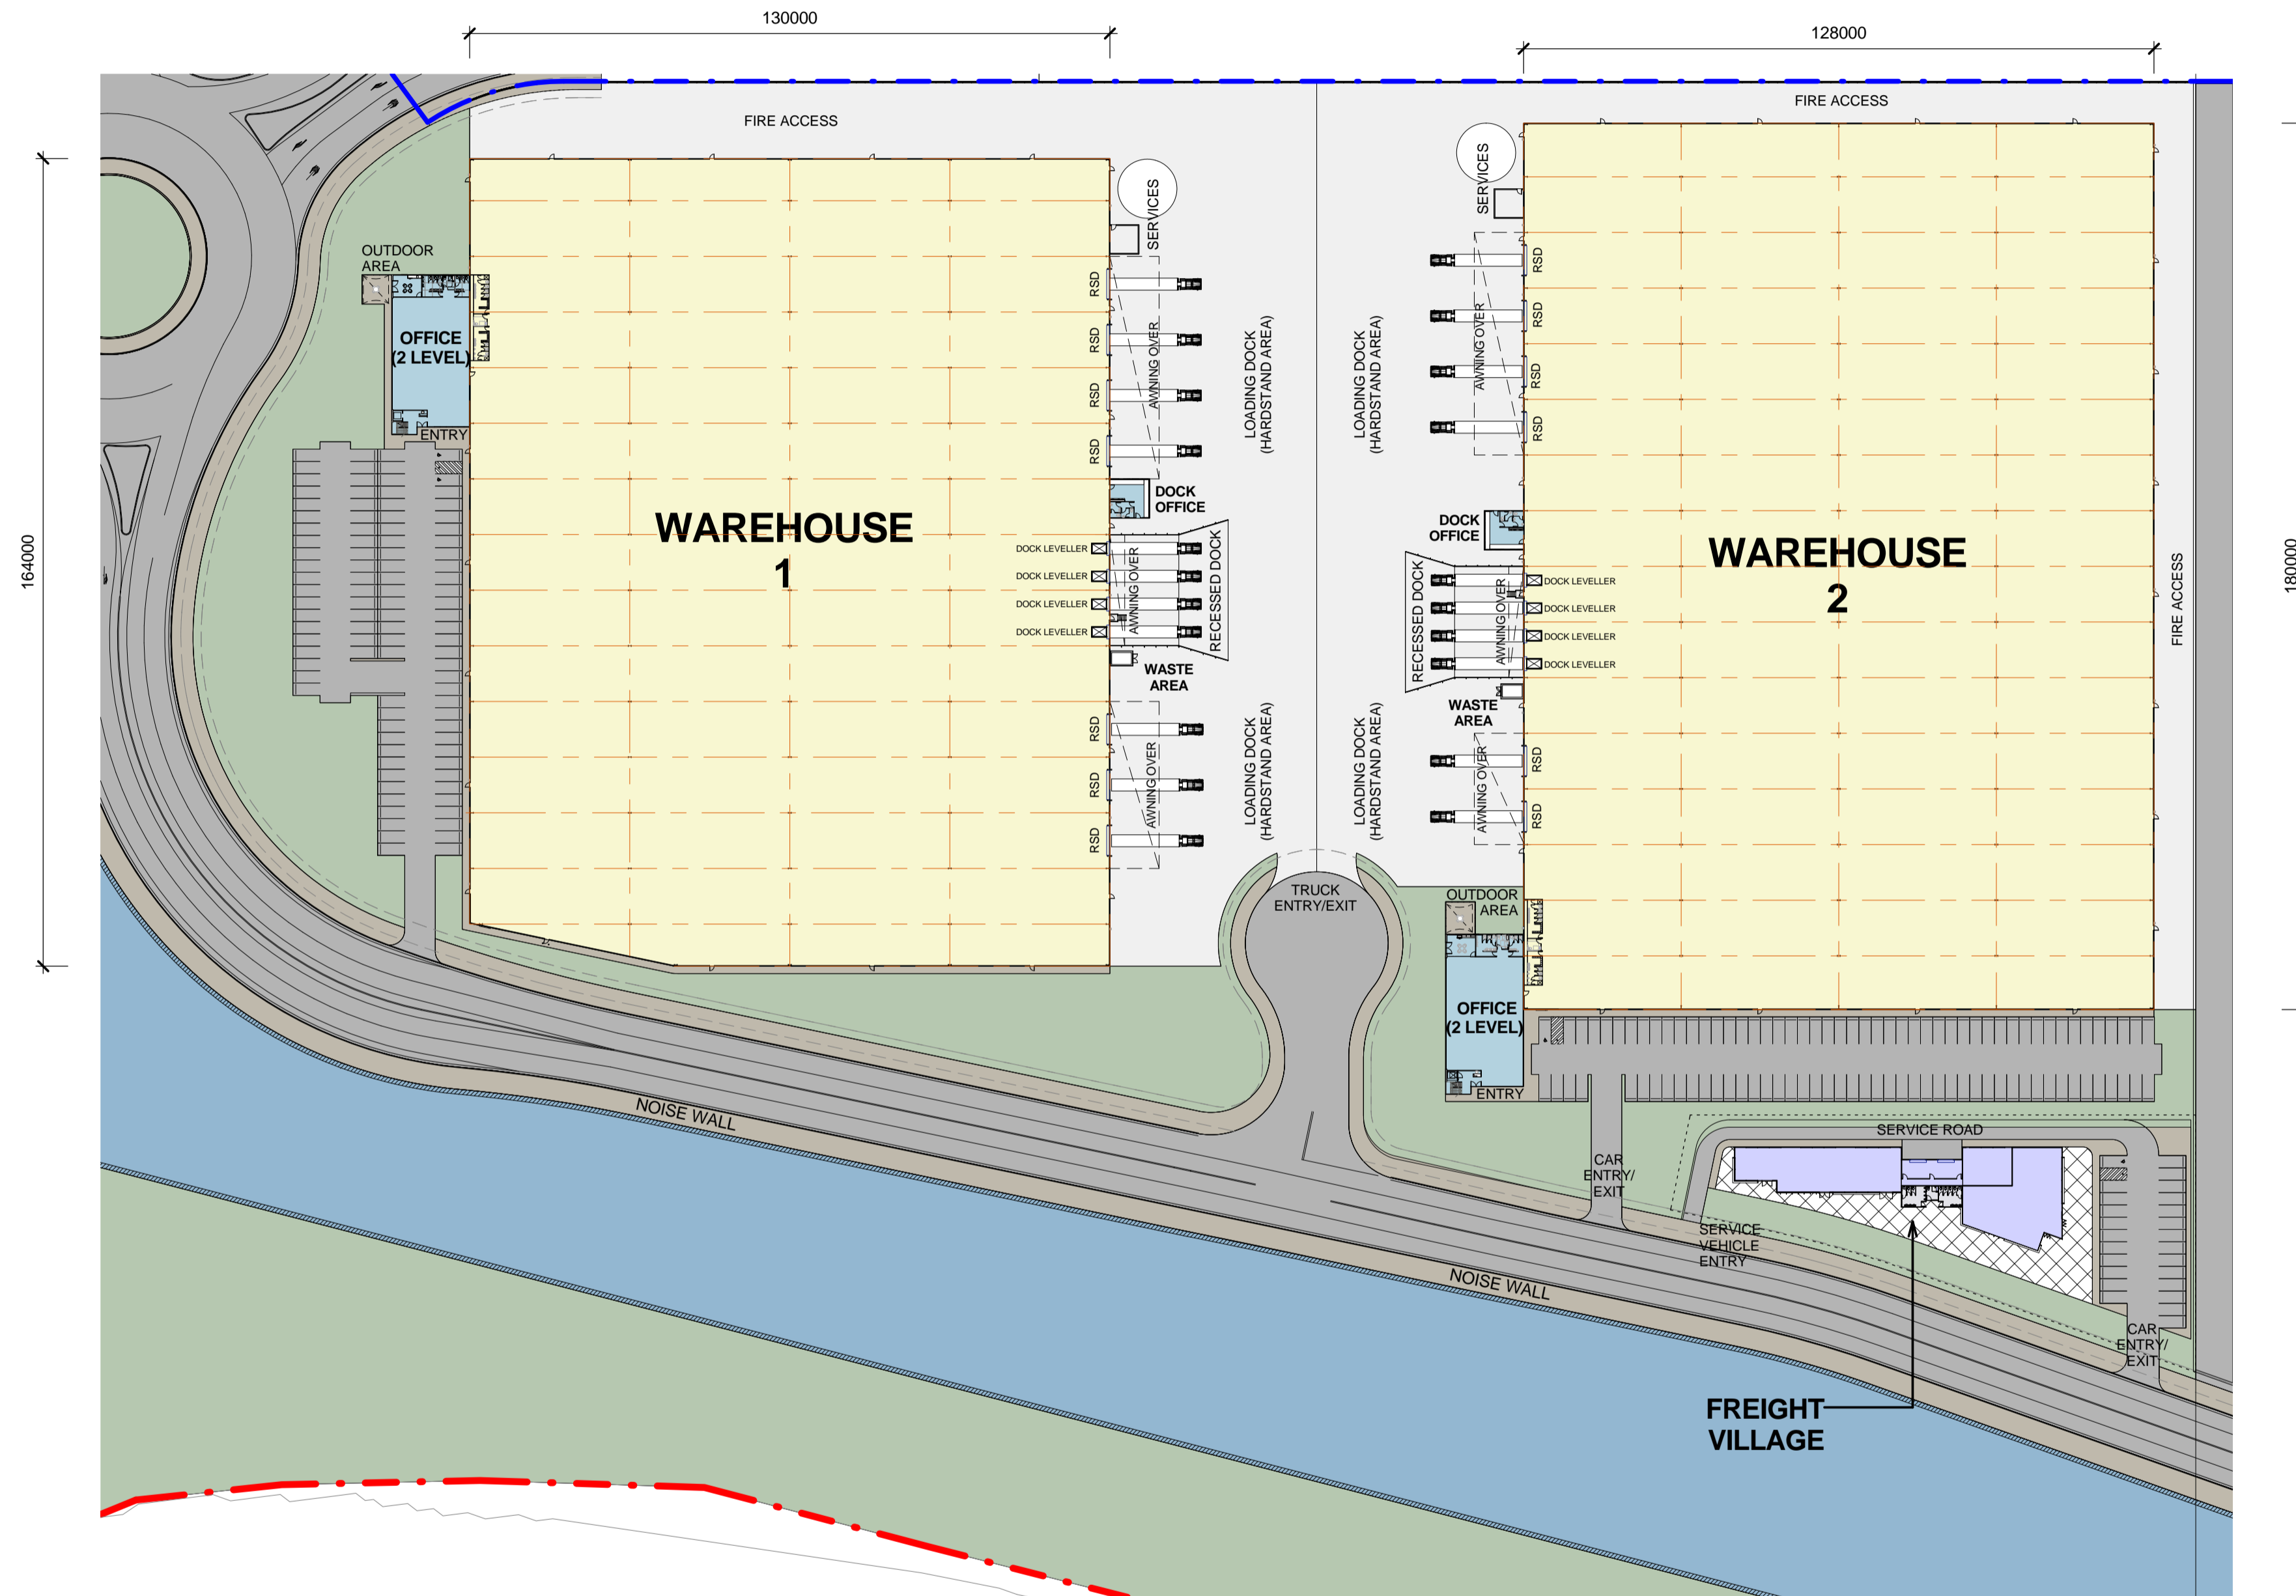 130000
128000
FIRE ACCESS
FIRE ACCESS
164000
180000
SERVICES
SERVICES
OUTDOOR
AREA
OFFICE
(2 LEVEL)
ENTRY
RSD
RSD
RSD
RSD
AWNING OVER
LOADING DOCK
(HARDSTAND AREA)
LOADING DOCK
(HARDSTAND AREA)
AWNING OVER
RSD
RSD
RSD
RSD
WAREHOUSE
1
DOCK
OFFICE
DOCK LEVELLER
DOCK LEVELLER
DOCK LEVELLER
DOCK LEVELLER
AWNING OVER
RECESSED DOCK
WASTE
AREA
DOCK
OFFICE
RECESSED DOCK
AWNING OVER
DOCK LEVELLER
DOCK LEVELLER
DOCK LEVELLER
DOCK LEVELLER
WASTE
AREA
WAREHOUSE
2
FIRE ACCESS
RSD
RSD
RSD
AWNING OVER
LOADING DOCK
(HARDSTAND AREA)
LOADING DOCK
(HARDSTAND AREA)
AWNING OVER
RSD
RSD
TRUCK
ENTRY/EXIT
OUTDOOR
AREA
OFFICE
(2 LEVEL)
ENTRY
NOISE WALL
SERVICE ROAD
CAR
ENTRY/
EXIT
SERVICE
VEHICLE
ENTRY
NOISE WALL
CAR
ENTRY/
EXIT
FREIGHT
VILLAGE